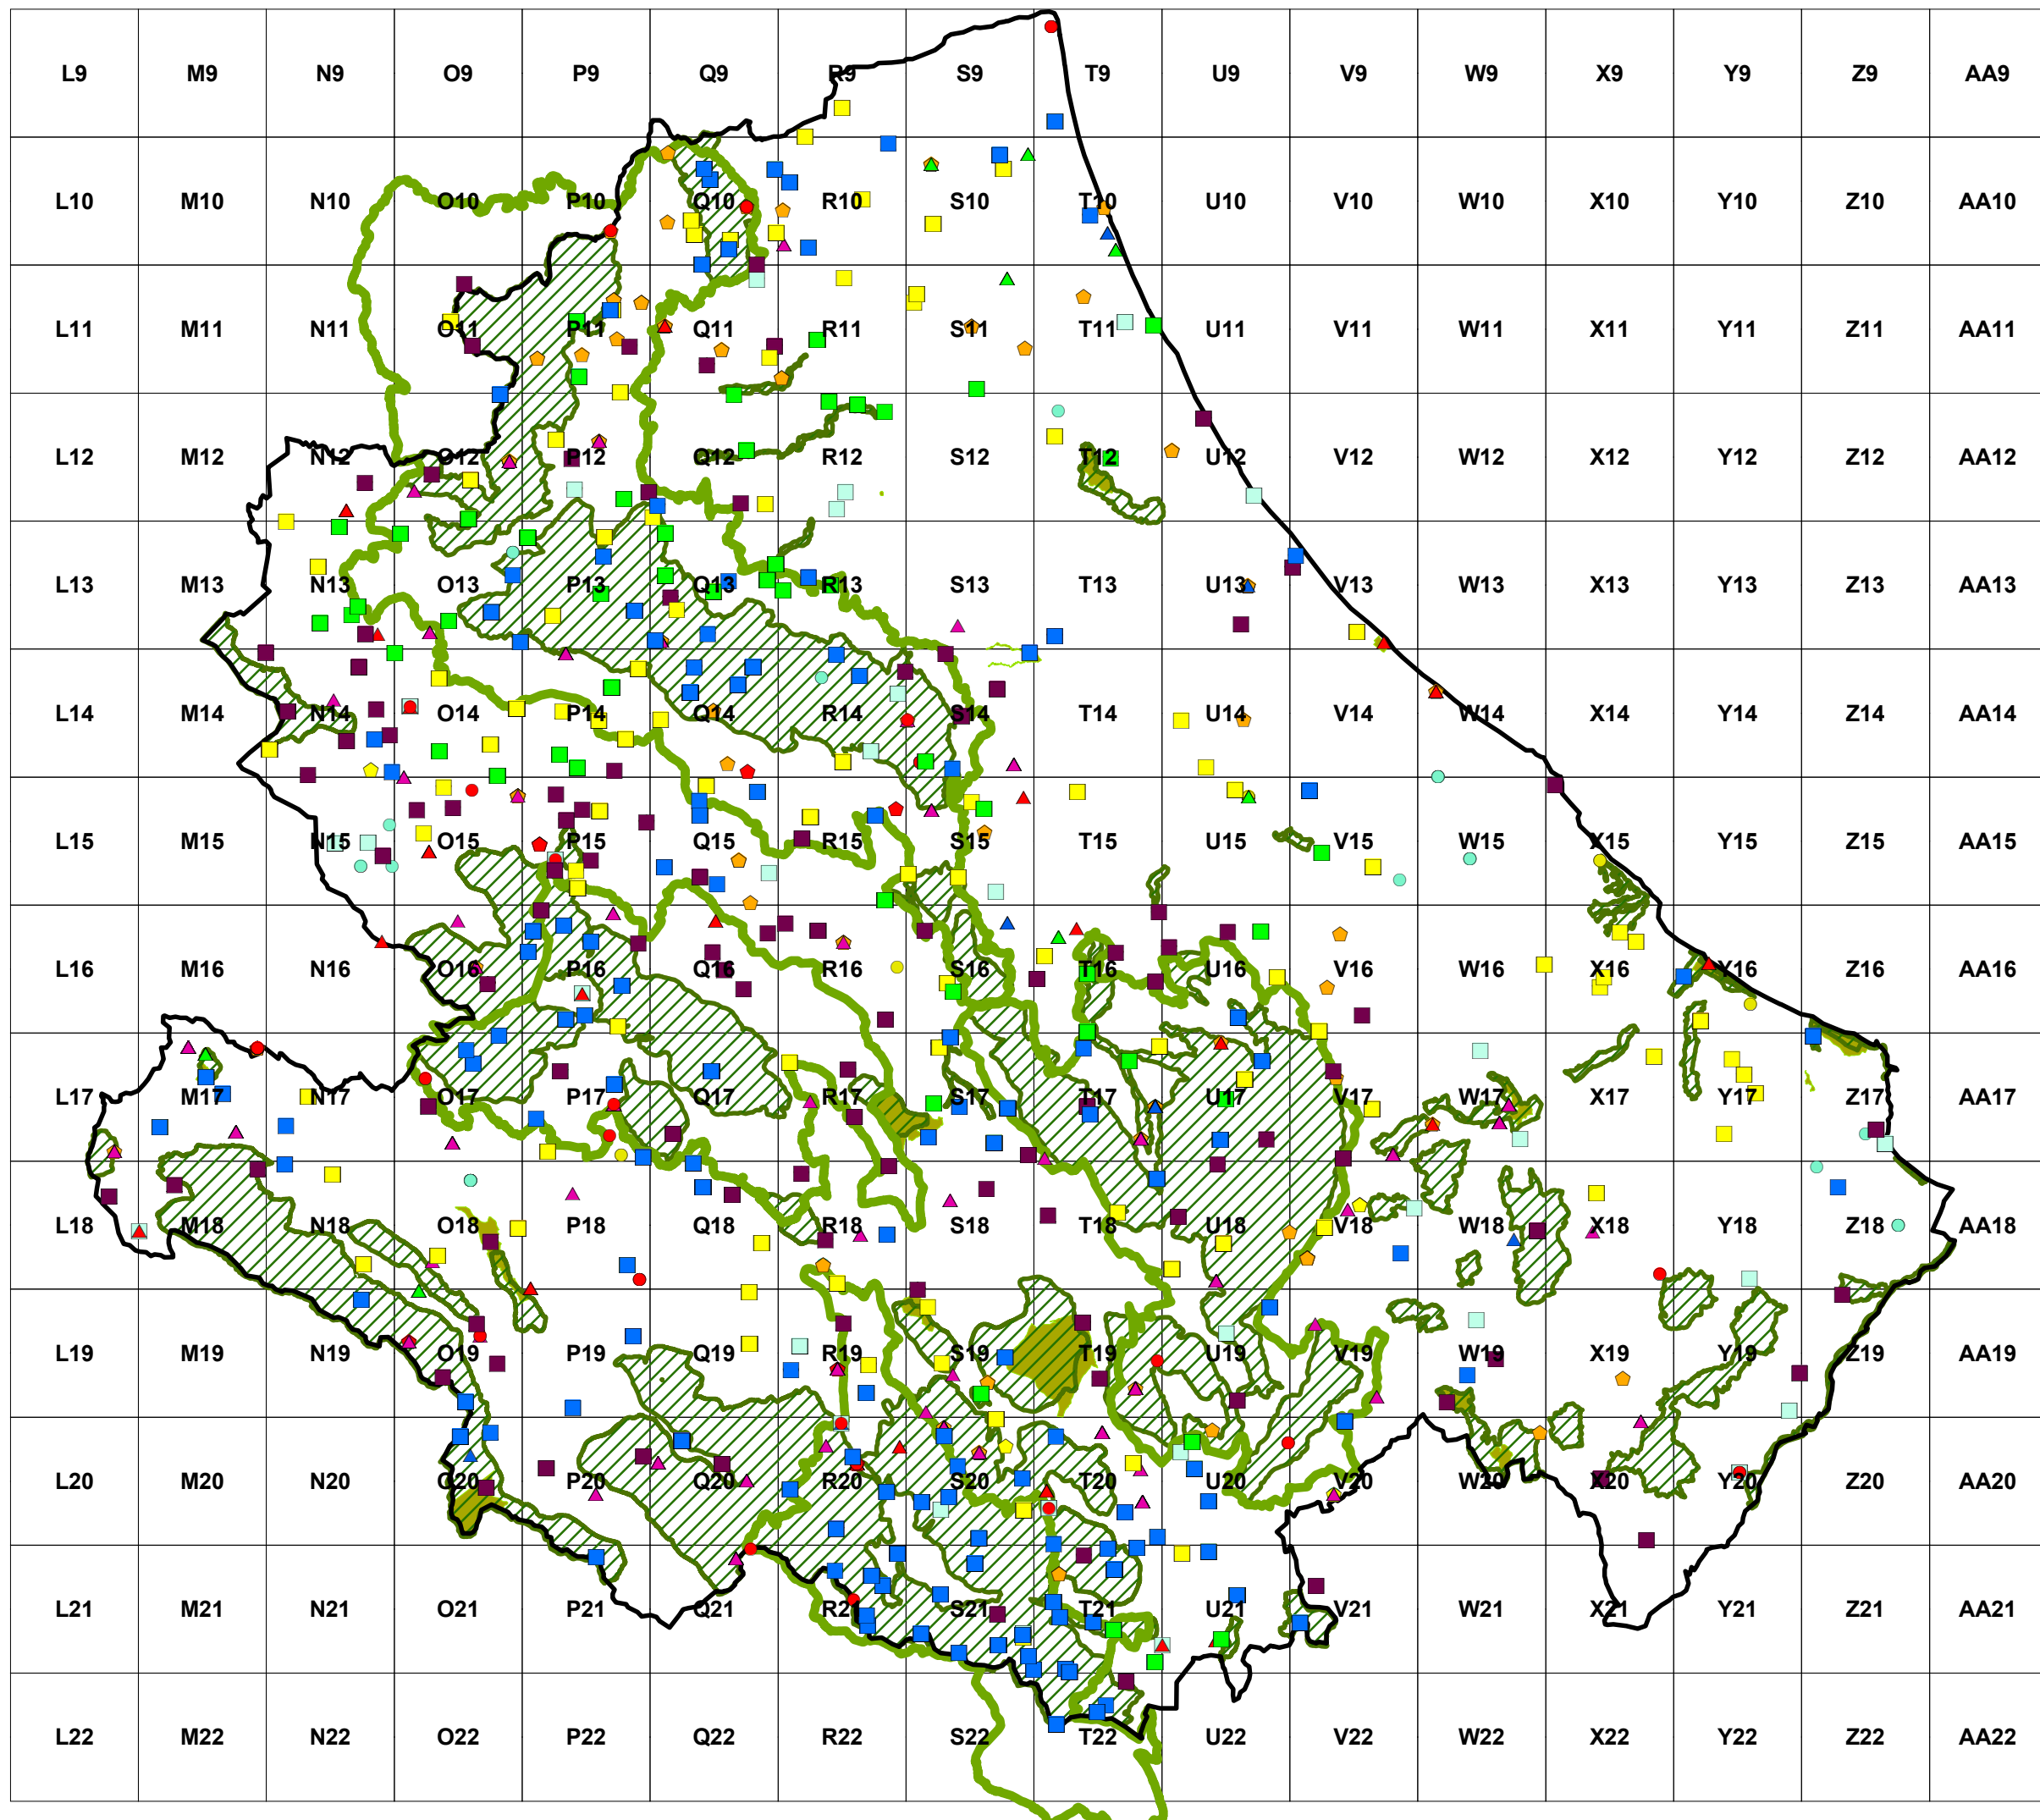 L9 M9 N9 O9 P9 Q9 R9 S9 T9 U9 V9 W9 X9 Y9 Z9 AA9
L10 M10 N10 O10 P10 Q10 R10 S10 T10 U10 V10 W10 X10 Y10 Z10 AA10
L11 M11 N11 O11 P11 Q11 R11 S11 T11 U11 V11 W11 X11 Y11 Z11 AA11
L12 M12 N12 O12 P12 Q12 R12 S12 T12 U12 V12 W12 X12 Y12 Z12 AA12
L13 M13 N13 O13 P13 Q13 R13 S13 T13 U13 V13 W13 X13 Y13 Z13 AA13
L14 M14 N14 O14 P14 Q14 R14 S14 T14 U14 V14 W14 X14 Y14 Z14 AA14
L15 M15 N15 O15 P15 Q15 R15 S15 T15 U15 V15 W15 X15 Y15 Z15 AA15
L16 M16 N16 O16 P16 Q16 R16 S16 T16 U16 V16 W16 X16 Y16 Z16 AA16
L17 M17 N17 O17 P17 Q17 R17 S17 T17 U17 V17 W17 X17 Y17 Z17 AA17
L18 M18 N18 O18 P18 Q18 R18 S18 T18 U18 V18 W18 X18 Y18 Z18 AA18
L19 M19 N19 O19 P19 Q19 R19 S19 T19 U19 V19 W19 X19 Y19 Z19 AA19
L20 M20 N20 O20 P20 Q20 R20 S20 T20 U20 V20 W20 X20 Y20 Z20 AA20
L21 M21 N21 O21 P21 Q21 R21 S21 T21 U21 V21 W21 X21 Y21 Z21 AA21
L22 M22 N22 O22 P22 Q22 R22 S22 T22 U22 V22 W22 X22 Y22 Z22 AA22